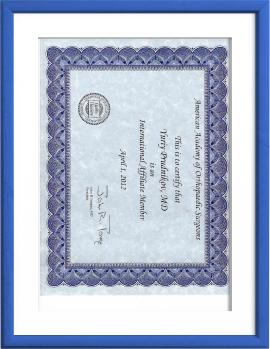 American Academy of Orthopaedic Surgeons
This is to certify that
Yuriy Prudnikov, MD
is an
International Affiliate Member
April 1, 2012